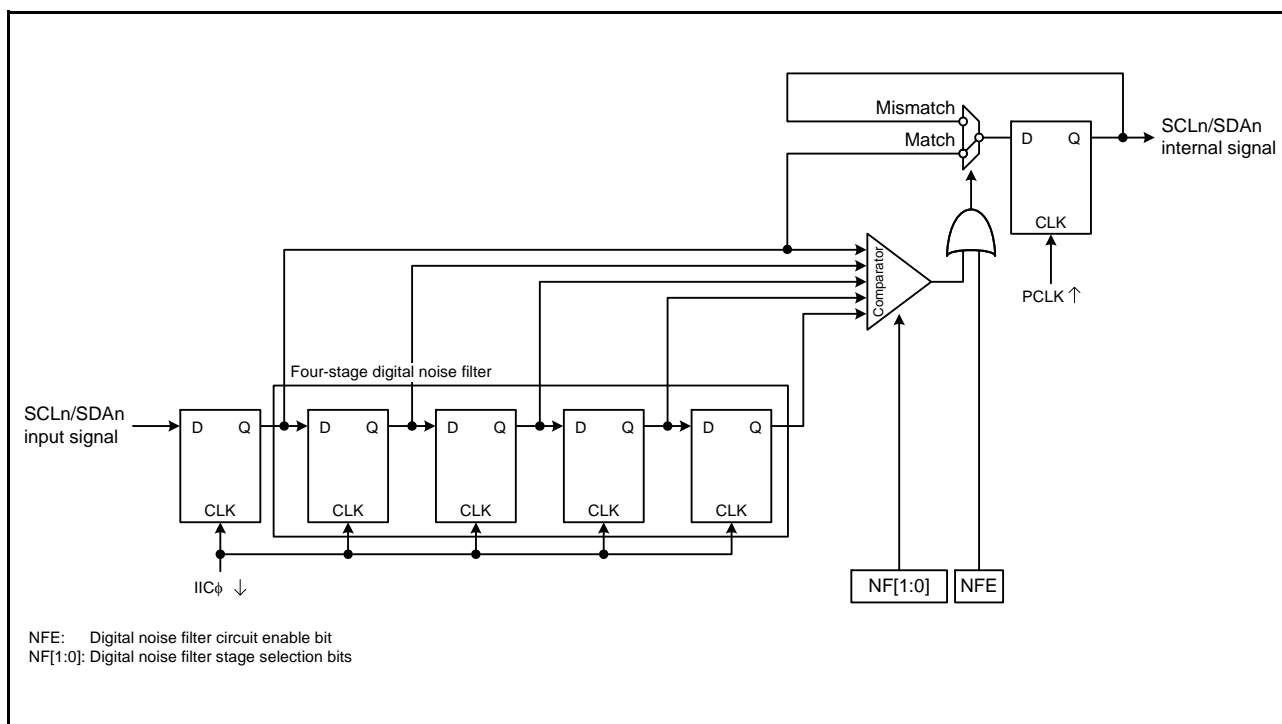 Mismatch
Match
D Q
CLK
PCLK ↑
SCLn/SDAn
internal signal
Comparator
Four-stage digital noise filter
SCLn/SDAn
input signal
D Q
CLK
D Q
CLK
D Q
CLK
D Q
CLK
D Q
CLK
IICϕ ↓
NF[1:0]
NFE
NFE: Digital noise filter circuit enable bit
NF[1:0]: Digital noise filter stage selection bits